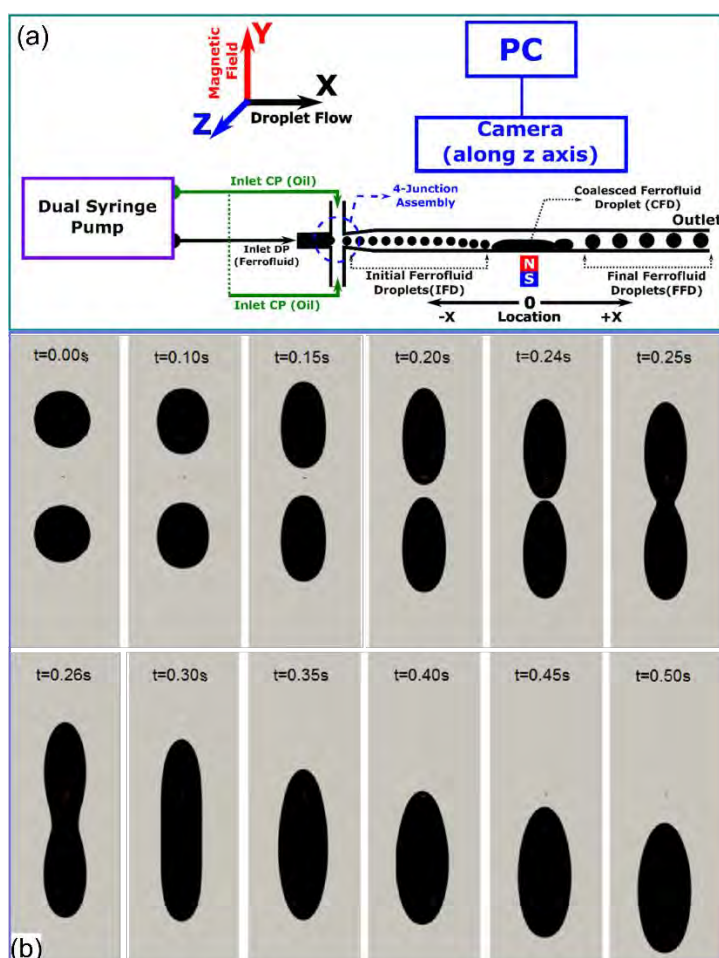 (a)
Magnetic
Field
Y
X
Z
Droplet Flow
PC
Camera
(along z axis)
Dual Syringe
Pump
Inlet CP (Oil)
4-Junction
Assembly
Coalesced Ferrofluid
Droplet (CFD)
Outlet
Inlet DP
(Ferrofluid)
Inlet CP (Oil)
Initial Ferrofluid
Droplets(IFD)
N
S
Final Ferrofluid
Droplets(FFD)
0
-X
Location
+X
t=0.00s
t=0.10s
t=0.15s
t=0.20s
t=0.24s
t=0.25s
t=0.26s
t=0.30s
t=0.35s
t=0.40s
t=0.45s
t=0.50s
(b)